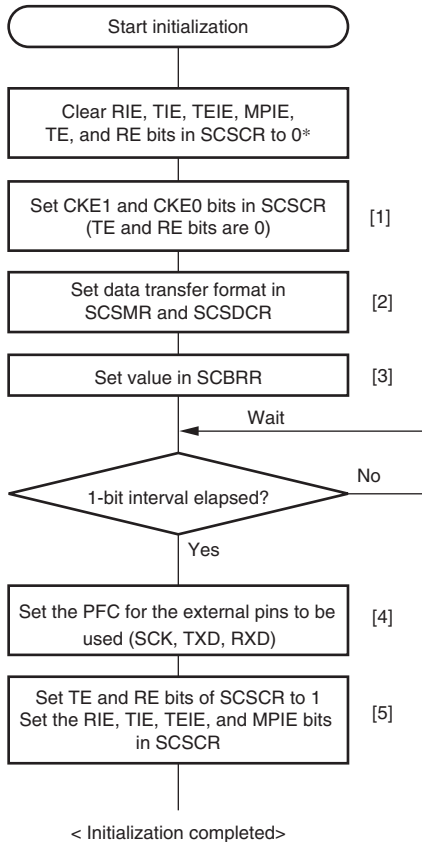 Start initialization
Clear RIE, TIE, TEIE, MPIE,
TE, and RE bits in SCSCR to 0*
Set CKE1 and CKE0 bits in SCSCR
(TE and RE bits are 0)
[1]
Set data transfer format in
SCSMR and SCSDCR
[2]
Set value in SCBRR
[3]
Wait
1-bit interval elapsed?
No
Yes
Set the PFC for the external pins to be
used (SCK, TXD, RXD)
[4]
Set TE and RE bits of SCSCR to 1
Set the RIE, TIE, TEIE, and MPIE bits
in SCSCR
[5]
< Initialization completed>